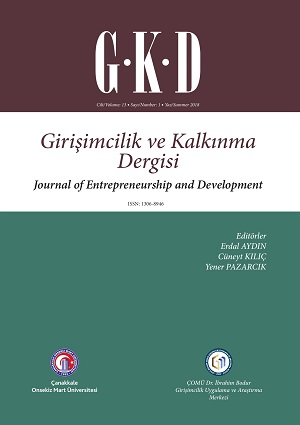 G·K·D
Cilt/Volume: 13 • Sayı/Number: 1 • Yaz/Summer 2018
Girişimcilik ve Kalkınma
Dergisi
Journal of Entrepreneurship and Development
ISSN: 1306-8946
Editörler
Erdal AYDIN
Cüneyt KILIÇ
Yener PAZARCIK
Çanakkale
Onsekiz Mart Üniversitesi
ÇOMÜ Dr. İbrahim Bodur
Girişimcilik Uygulama ve Araştırma
Merkezi